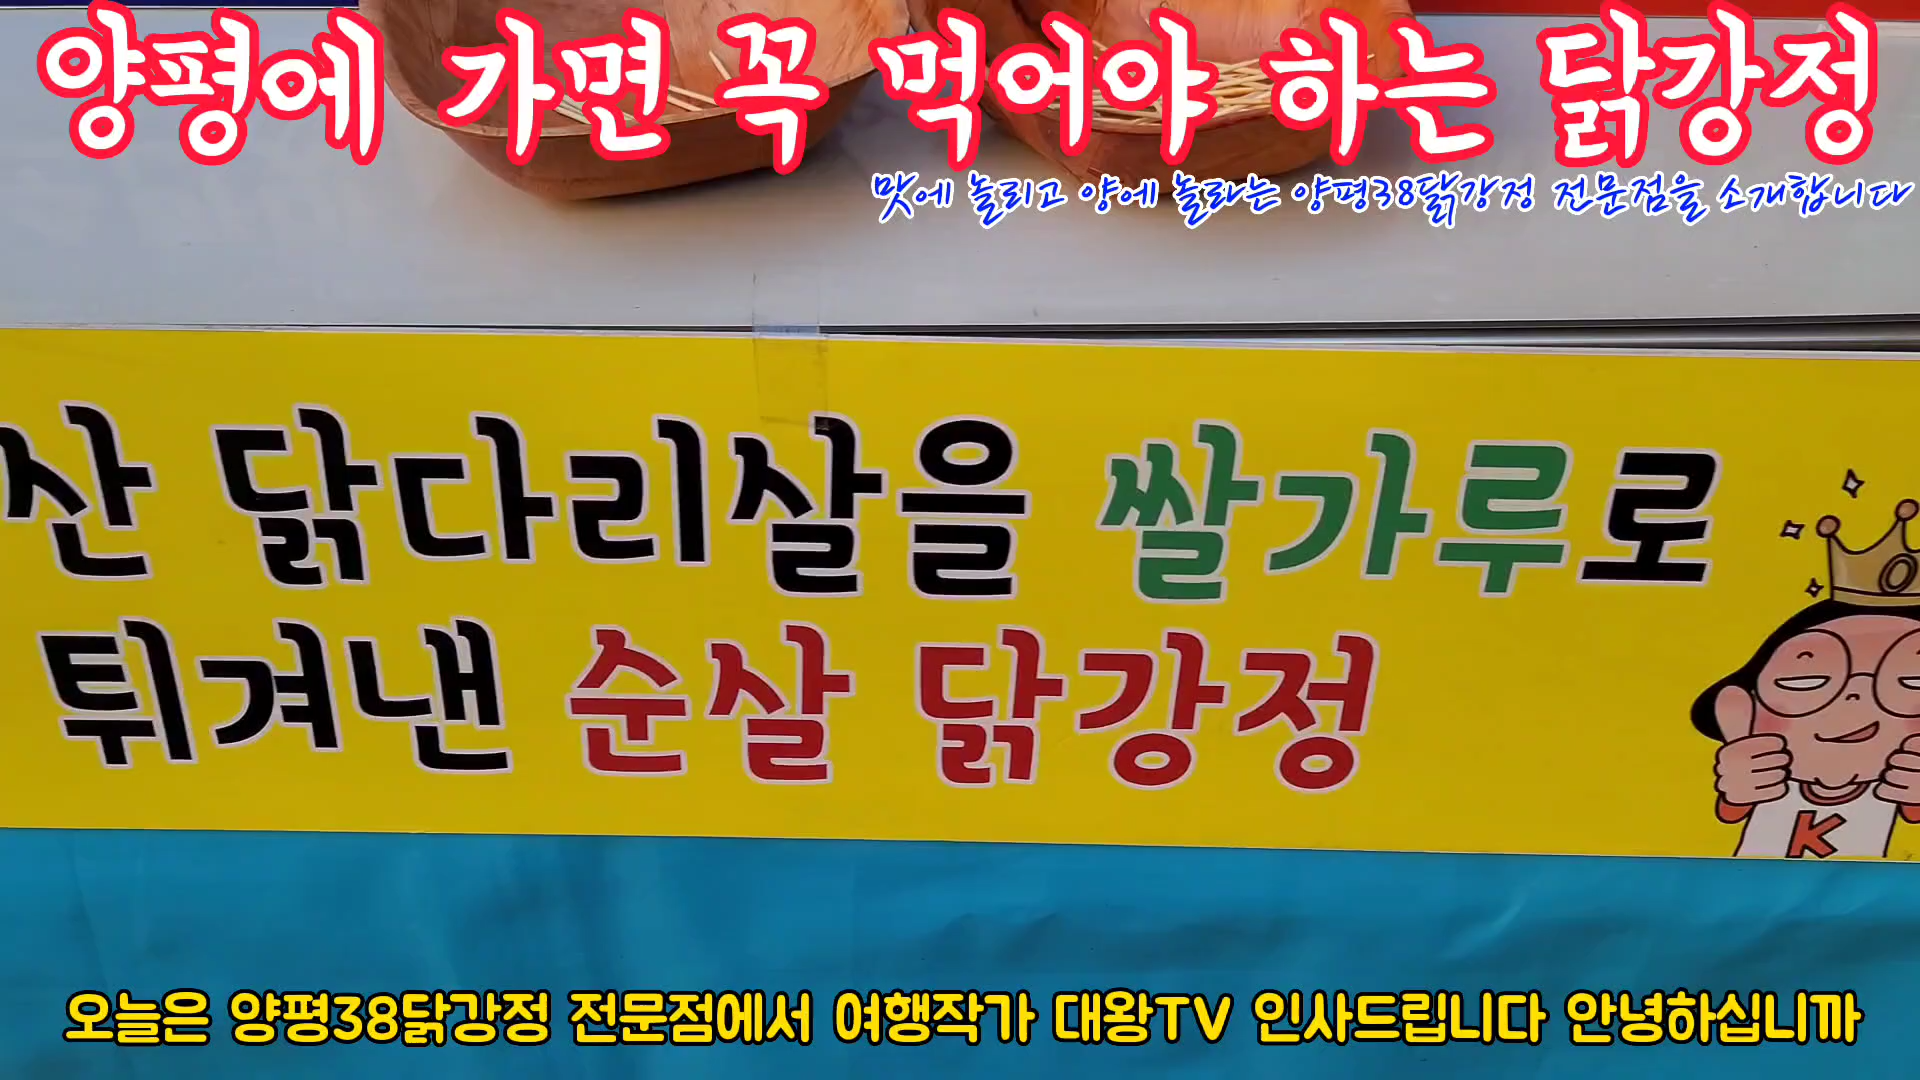 양평에 가면 꼭 먹어야 하는 닭강정
맛에 놀리고 양에 놀라는 양평38닭강정 전문점을 소개합니다
산 닭다리살을 쌀가루로
튀겨낸 순살 닭강정
K
오늘은 양평38닭강정 전문점에서 여행작가 대왕TV 인사드립니다 안녕하십니까